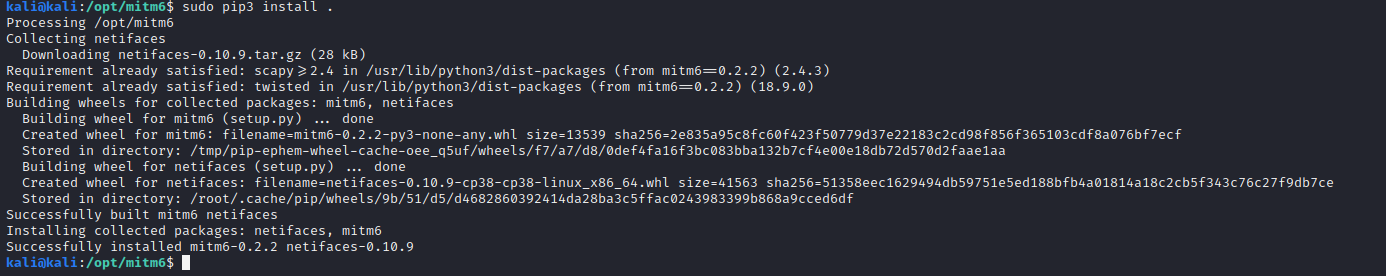 kali@kali:/opt/mitm6$ sudo pip3 install .
Processing /opt/mitm6
Collecting netifaces
  Downloading netifaces-0.10.9.tar.gz (28 kB)
Requirement already satisfied: scapy>=2.4 in /usr/lib/python3/dist-packages (from mitm6==0.2.2) (2.4.3)
Requirement already satisfied: twisted in /usr/lib/python3/dist-packages (from mitm6==0.2.2) (18.9.0)
Building wheels for collected packages: mitm6, netifaces
  Building wheel for mitm6 (setup.py) ... done
  Created wheel for mitm6: filename=mitm6-0.2.2-py3-none-any.whl size=13539 sha256=2e835a95c8fc60f423f50779d37e22183c2cd98f856f365103cdf8a076bf7ecf
  Stored in directory: /tmp/pip-ephem-wheel-cache-oee_q5uf/wheels/f7/a7/d8/0def4fa16f3bc083bba132b7cf4e00e18db72d570d2faae1aa
  Building wheel for netifaces (setup.py) ... done
  Created wheel for netifaces: filename=netifaces-0.10.9-cp38-cp38-linux_x86_64.whl size=41563 sha256=51358eec1629494db59751e5ed188bfb4a01814a18c2cb5f343c76c27f9db7ce
  Stored in directory: /root/.cache/pip/wheels/9b/51/d5/d4682860392414da28ba3c5ffac0243983399b868a9cced6df
Successfully built mitm6 netifaces
Installing collected packages: netifaces, mitm6
Successfully installed mitm6-0.2.2 netifaces-0.10.9
kali@kali:/opt/mitm6$